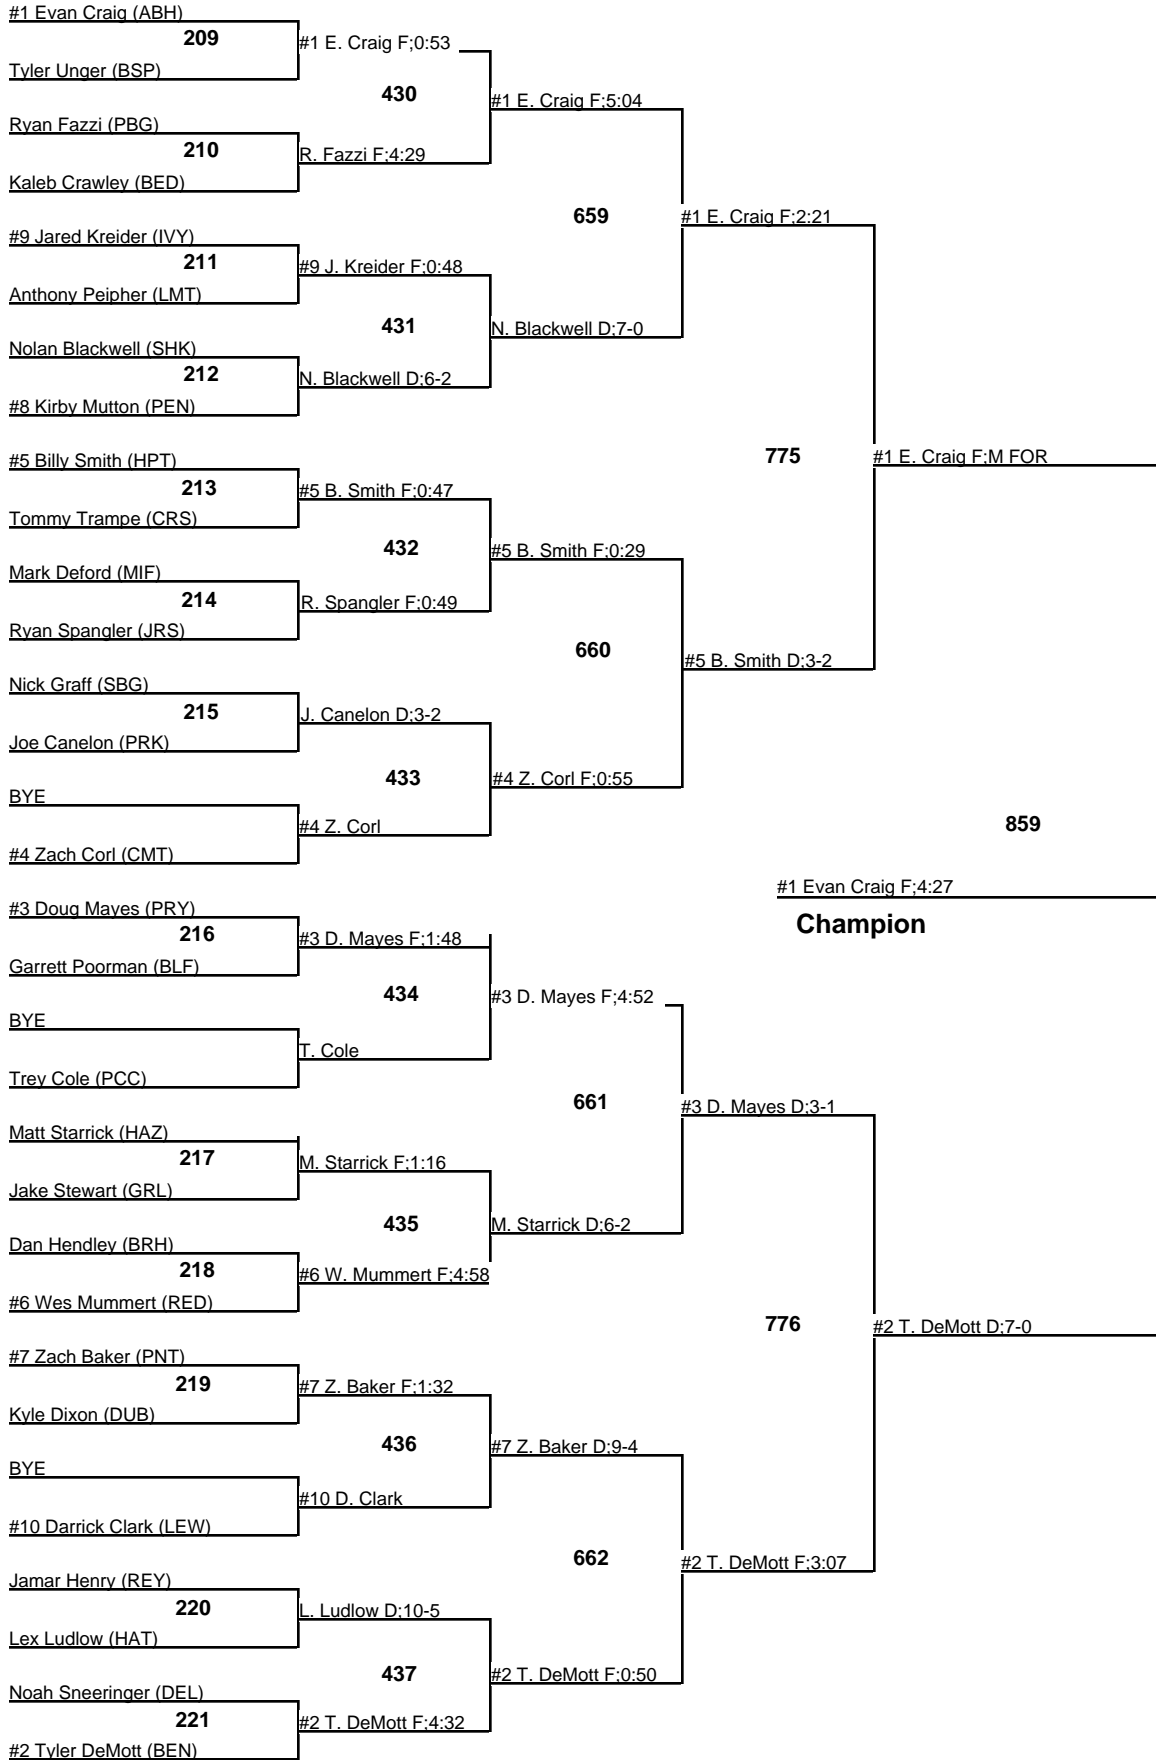 #1 Evan Craig (ABH)
209
#1 E. Craig F;0:53
Tyler Unger (BSP)
430
#1 E. Craig F;5:04
Ryan Fazzi (PBG)
210
R. Fazzi F;4:29
Kaleb Crawley (BED)
659
#1 E. Craig F;2:21
#9 Jared Kreider (IVY)
211
#9 J. Kreider F;0:48
Anthony Peipher (LMT)
431
N. Blackwell D;7-0
Nolan Blackwell (SHK)
212
N. Blackwell D;6-2
#8 Kirby Mutton (PEN)
775
#1 E. Craig F;M FOR
#5 Billy Smith (HPT)
213
#5 B. Smith F;0:47
Tommy Trampe (CRS)
432
#5 B. Smith F;0:29
Mark Deford (MIF)
214
R. Spangler F;0:49
Ryan Spangler (JRS)
660
#5 B. Smith D;3-2
Nick Graff (SBG)
215
J. Canelon D;3-2
Joe Canelon (PRK)
433
#4 Z. Corl F;0:55
BYE
#4 Z. Corl
#4 Zach Corl (CMT)
859
#1 Evan Craig F;4:27
Champion
#3 Doug Mayes (PRY)
216
#3 D. Mayes F;1:48
Garrett Poorman (BLF)
434
#3 D. Mayes F;4:52
BYE
T. Cole
Trey Cole (PCC)
661
#3 D. Mayes D;3-1
Matt Starrick (HAZ)
217
M. Starrick F;1:16
Jake Stewart (GRL)
435
M. Starrick D;6-2
Dan Hendley (BRH)
218
#6 W. Mummert F;4:58
#6 Wes Mummert (RED)
776
#2 T. DeMott D;7-0
#7 Zach Baker (PNT)
219
#7 Z. Baker F;1:32
Kyle Dixon (DUB)
436
#7 Z. Baker D;9-4
BYE
#10 D. Clark
#10 Darrick Clark (LEW)
662
#2 T. DeMott F;3:07
Jamar Henry (REY)
220
L. Ludlow D;10-5
Lex Ludlow (HAT)
437
#2 T. DeMott F;0:50
Noah Sneeringer (DEL)
221
#2 T. DeMott F;4:32
#2 Tyler DeMott (BEN)